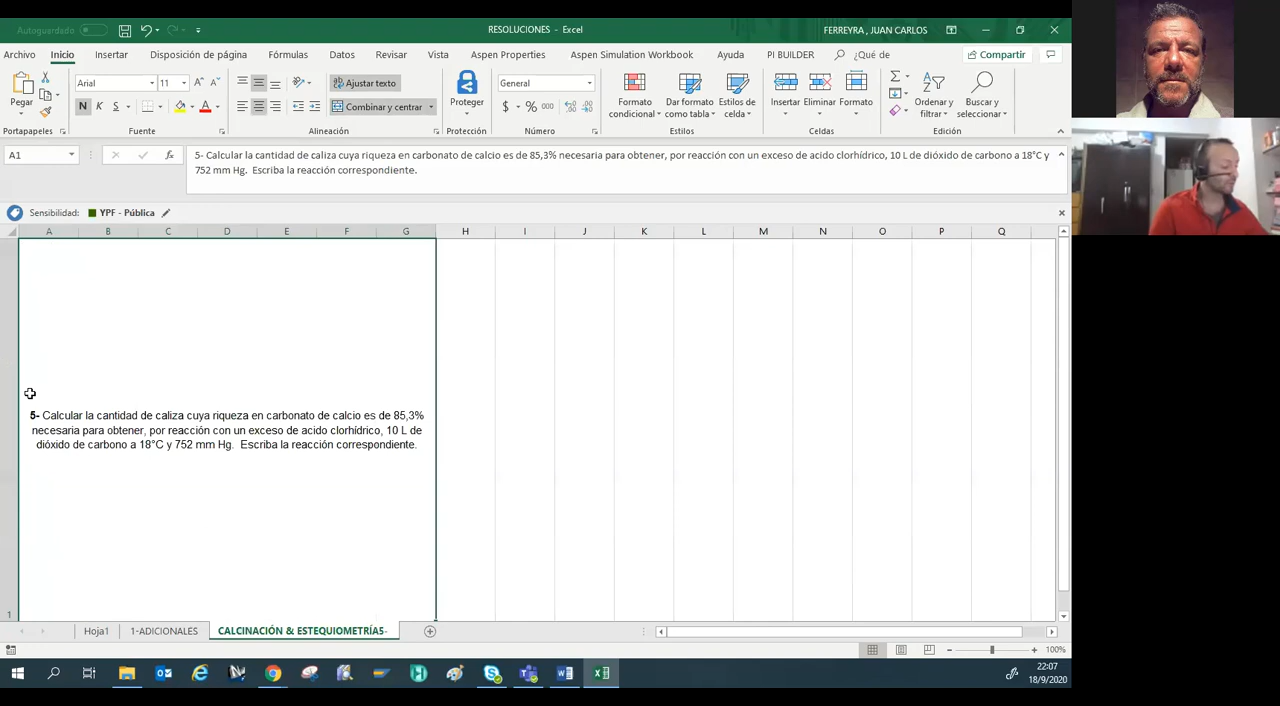 Autoguardado
RESOLUCIONES - Excel
FERREYRA , JUAN CARLOS
Archivo Inicio Insertar Disposición de página Fórmulas Datos Revisar Vista Aspen Properties Aspen Simulation Workbook Ayuda PI BUILDER ¿Qué de Compartir
Pegar
Arial 11
General
Ajustar texto
N K S
Combinar y centrar
$ % 000
Proteger
Formato condicional
Dar formato como tabla
Estilos de celda
Insertar Eliminar Formato
Ordenar y filtrar
Buscar y seleccionar
Portapapeles Fuente Alineación Protección Número Estilos Celdas Edición
A1
5- Calcular la cantidad de caliza cuya riqueza en carbonato de calcio es de 85,3% necesaria para obtener, por reacción con un exceso de acido clorhídrico, 10 L de dióxido de carbono a 18°C y
752 mm Hg. Escriba la reacción correspondiente.
Sensibilidad: YPF - Pública
A B C D E F G H I J K L M N O P Q
5- Calcular la cantidad de caliza cuya riqueza en carbonato de calcio es de 85,3%
necesaria para obtener, por reacción con un exceso de acido clorhídrico, 10 L de
dióxido de carbono a 18°C y 752 mm Hg. Escriba la reacción correspondiente.
1
Hoja1 1-ADICIONALES CALCINACIÓN & ESTEQUIOMETRÍAS-
100%
22:07
18/9/2020